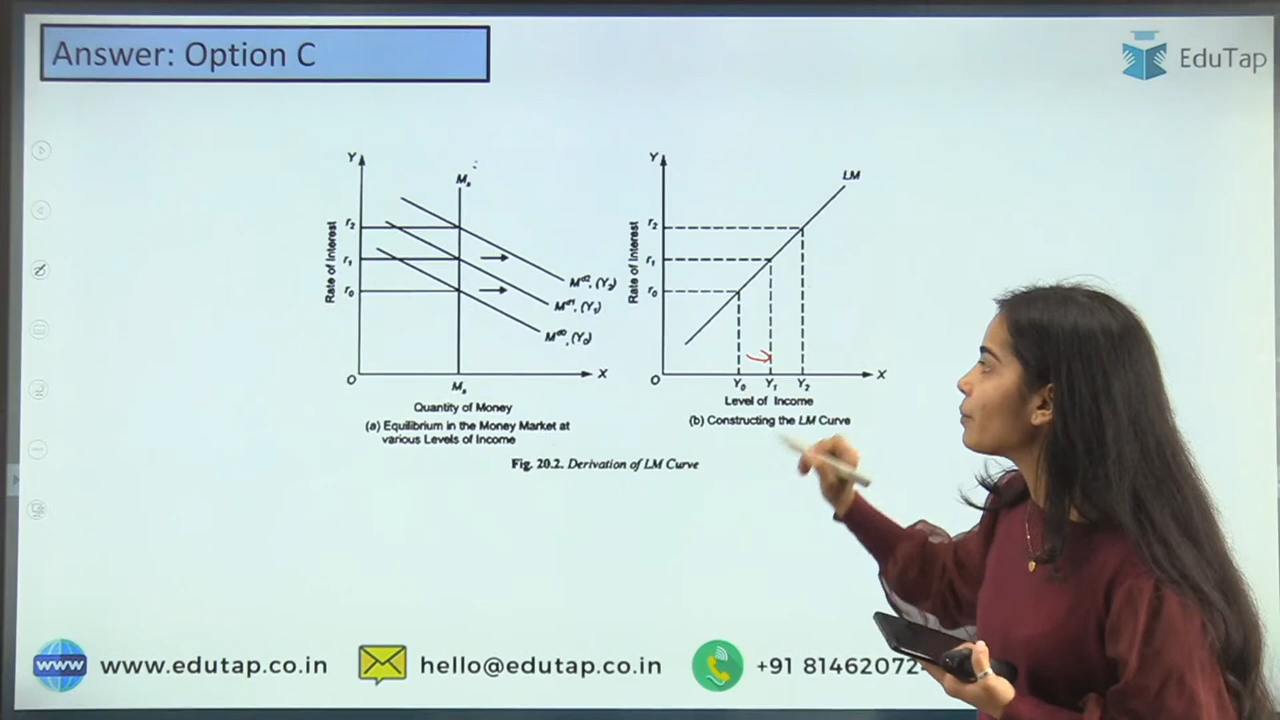 Answer: Option C
EduTap
Y
Ms
r2
r1
r0
Rate of Interest
Md2, (Y2)
Md1, (Y1)
Md0, (Y0)
O
Ms
X
Quantity of Money
(a) Equilibrium in the Money Market at
various Levels of Income
Y
LM
r2
r1
r0
Rate of Interest
O
Y0 Y1 Y2
X
Level of Income
(b) Constructing the LM Curve
Fig. 20.2. Derivation of LM Curve
www
www.edutap.co.in
hello@edutap.co.in
+91 81462072